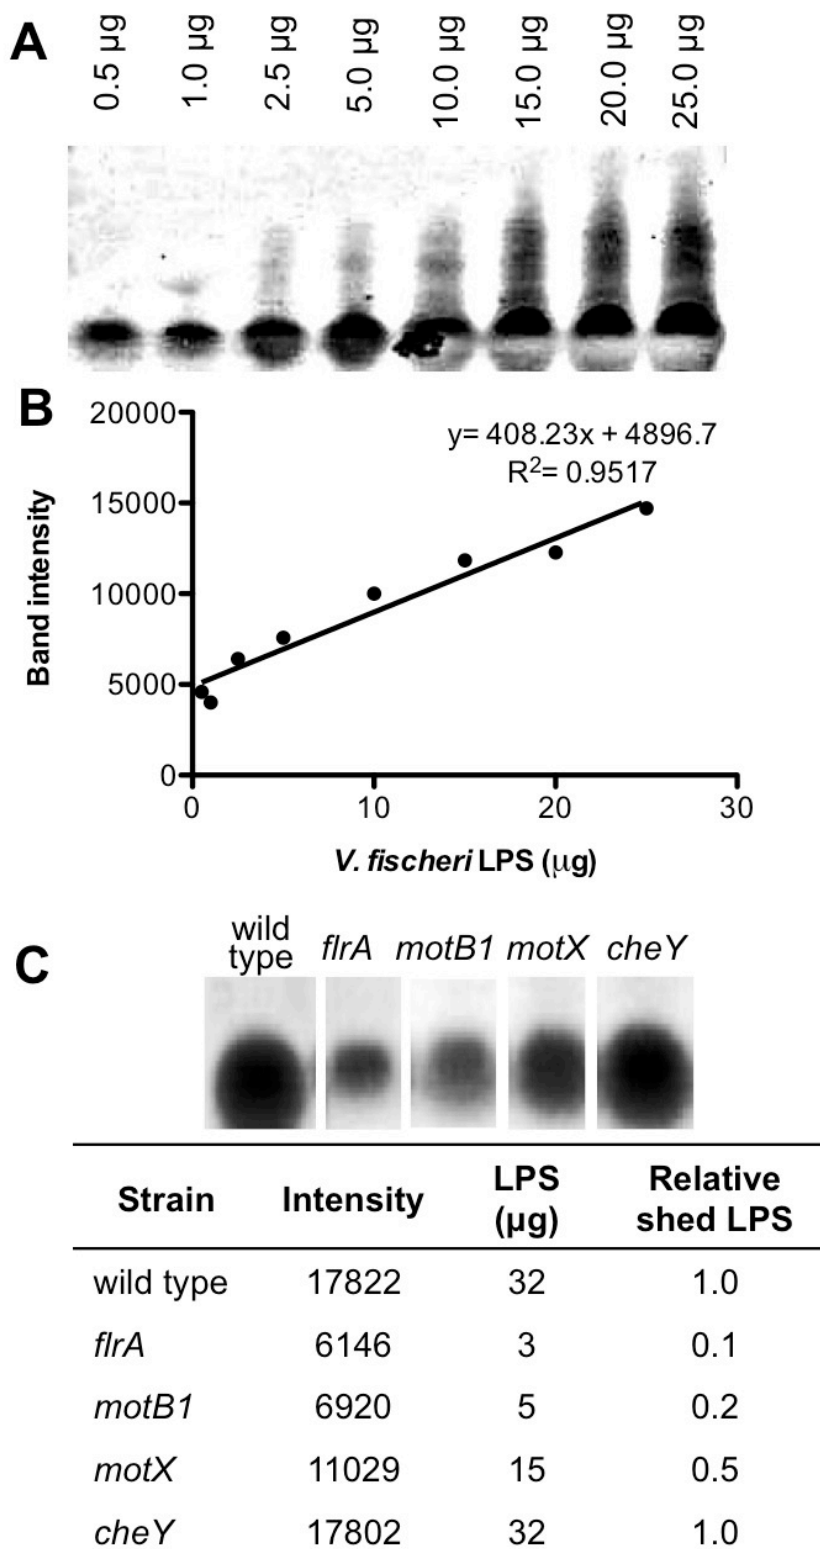 A
0.5 µg 1.0 µg 2.5 µg 5.0 µg 10.0 µg 15.0 µg 20.0 µg 25.0 µg
B
20000
15000
10000
5000
0
Band intensity
y= 408.23x + 4896.7
R²= 0.9517
0 10 20 30
V. fischeri LPS (µg)
C
wild type flrA motB1 motX cheY
Strain Intensity LPS (µg) Relative shed LPS
wild type 17822 32 1.0
flrA 6146 3 0.1
motB1 6920 5 0.2
motX 11029 15 0.5
cheY 17802 32 1.0